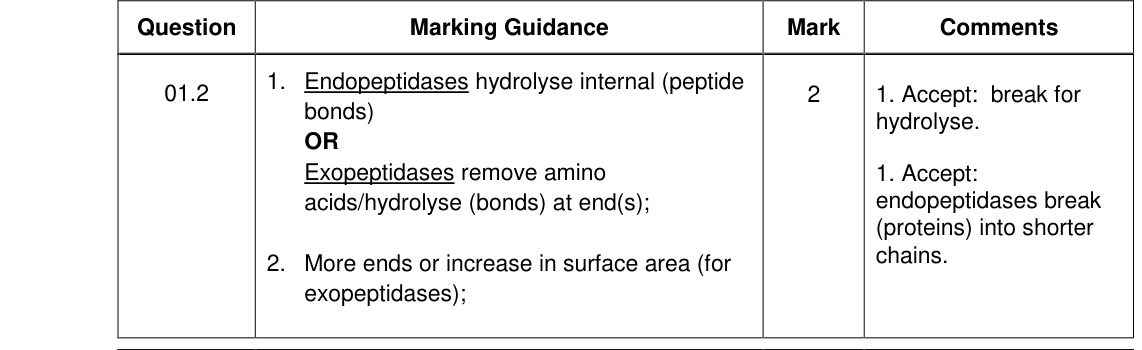 Question Marking Guidance Mark Comments
01.2
1. Endopeptidases hydrolyse internal (peptide
bonds)
OR
Exopeptidases remove amino
acids/hydrolyse (bonds) at end(s);
2. More ends or increase in surface area (for
exopeptidases);
2
1. Accept: break for
hydrolyse.
1. Accept:
endopeptidases break
(proteins) into shorter
chains.